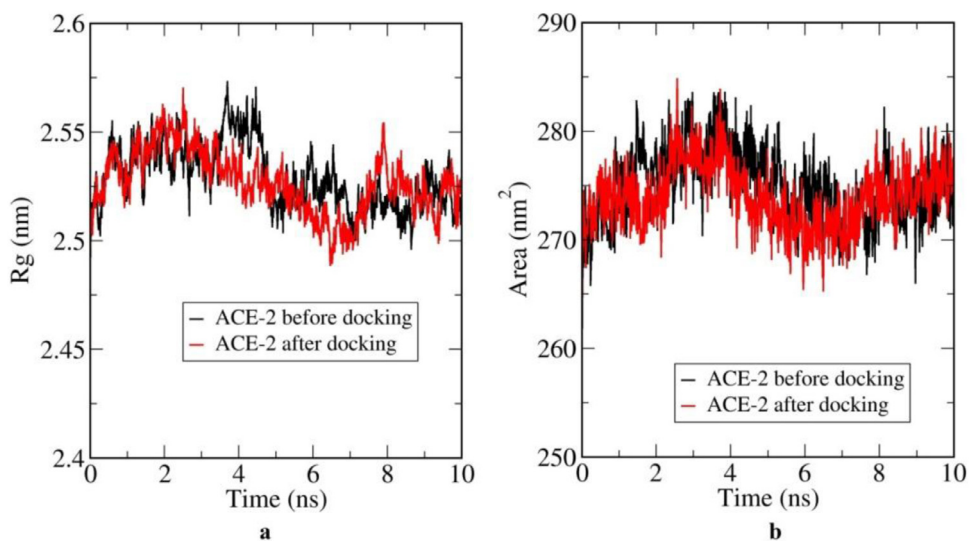 2.6
2.55
2.5
2.45
2.4
Rg (nm)
ACE-2 before docking
ACE-2 after docking
0 2 4 6 8 10
Time (ns)
a
290
280
270
260
250
Area (nm²)
ACE-2 before docking
ACE-2 after docking
0 2 4 6 8 10
Time (ns)
b